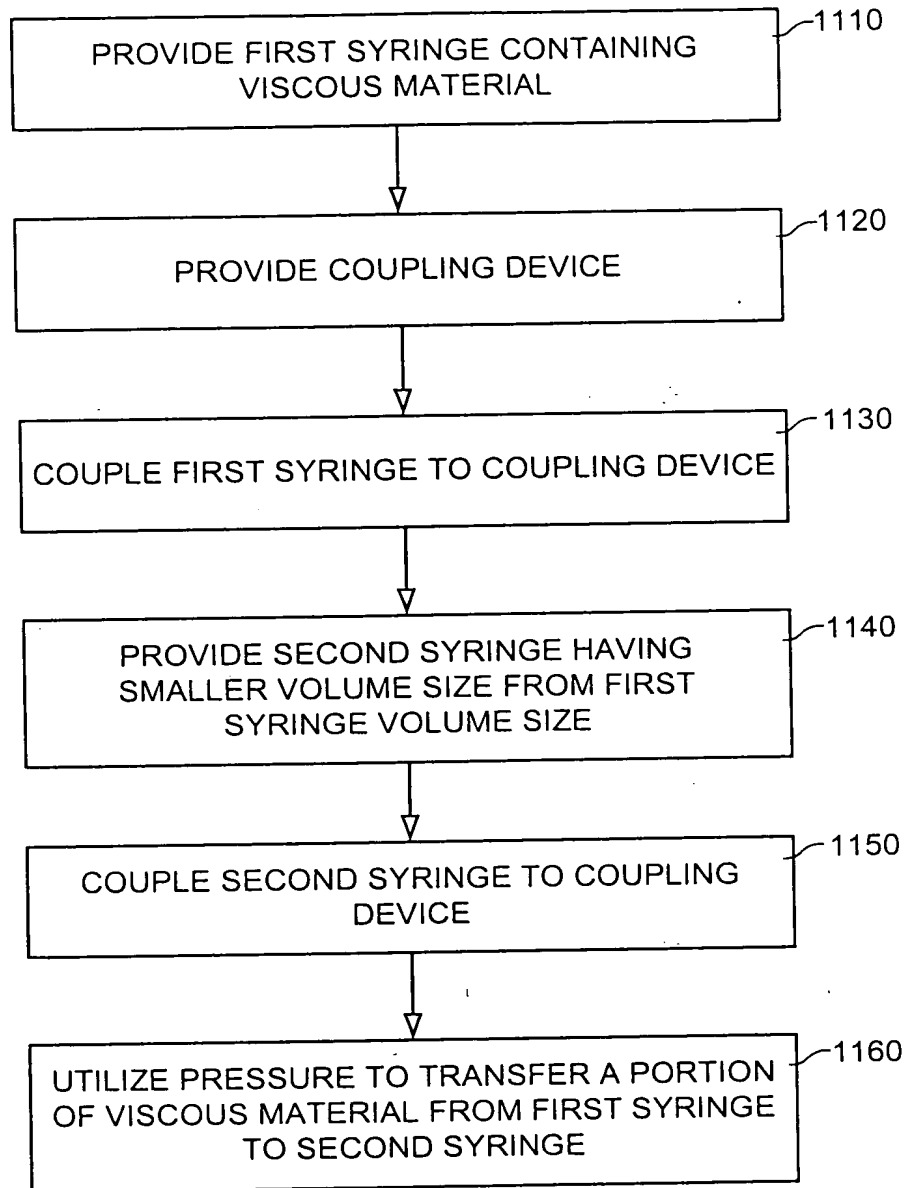 1110
PROVIDE FIRST SYRINGE CONTAINING
VISCOUS MATERIAL
1120
PROVIDE COUPLING DEVICE
1130
COUPLE FIRST SYRINGE TO COUPLING DEVICE
1140
PROVIDE SECOND SYRINGE HAVING
SMALLER VOLUME SIZE FROM FIRST
SYRINGE VOLUME SIZE
1150
COUPLE SECOND SYRINGE TO COUPLING
DEVICE
1160
UTILIZE PRESSURE TO TRANSFER A PORTION
OF VISCOUS MATERIAL FROM FIRST SYRINGE
TO SECOND SYRINGE